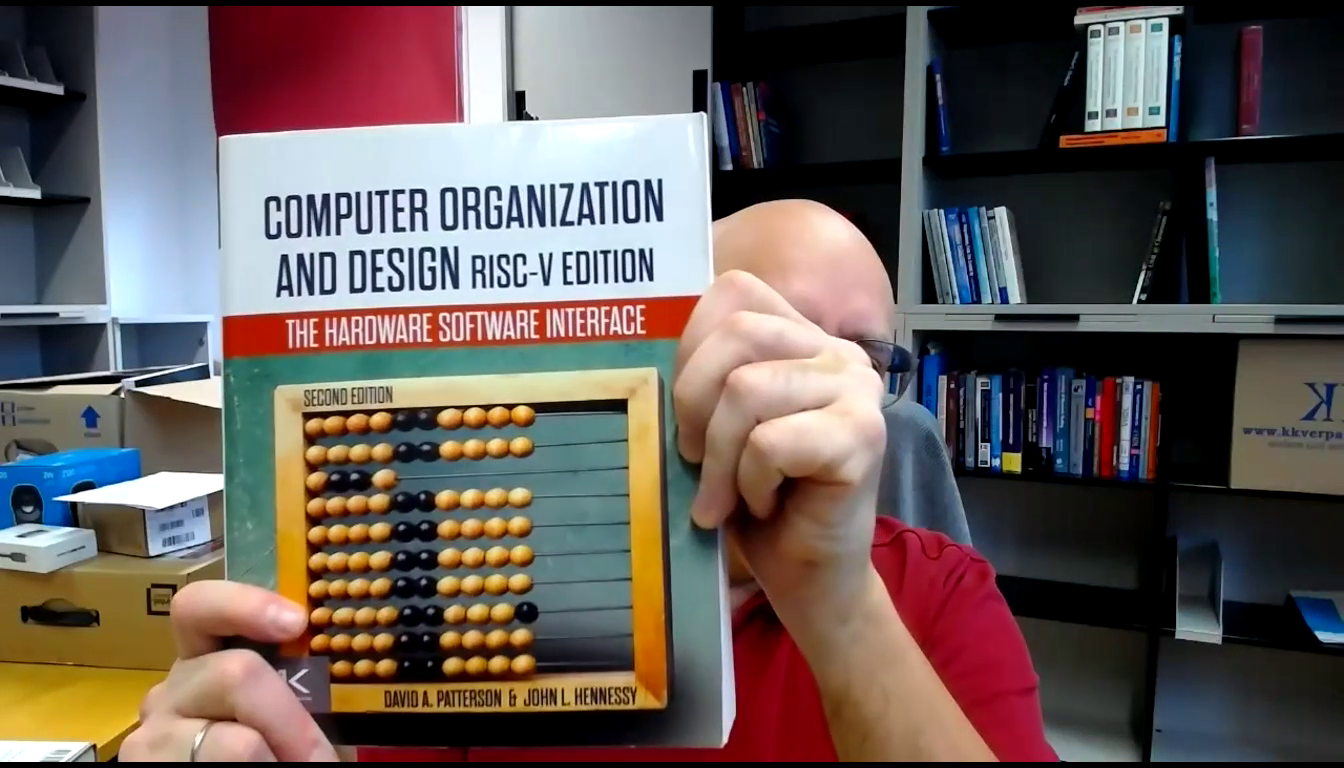 COMPUTER ORGANIZATION
AND DESIGN RISC-V EDITION
THE HARDWARE SOFTWARE INTERFACE
SECOND EDITION
DAVID A. PATTERSON & JOHN L. HENNESSY
www.kkverpa